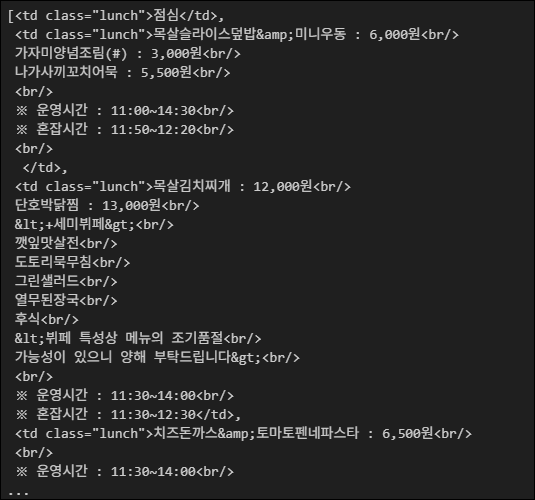 [<td class="lunch">점심</td>,
<td class="lunch">목살슬라이스덮밥&amp;미니우동 : 6,000원<br/>
가자미양념조림(#) : 3,000원<br/>
나가사끼꼬치어묵 : 5,500원<br/>
<br/>
※ 운영시간 : 11:00~14:30<br/>
※ 혼잡시간 : 11:50~12:20<br/>
<br/>
</td>,
<td class="lunch">목살김치찌개 : 12,000원<br/>
단호박닭찜 : 13,000원<br/>
&lt;+세미뷔페&gt;<br/>
깻잎맛살전<br/>
도토리묵무침<br/>
그린샐러드<br/>
열무된장국<br/>
후식<br/>
&lt;뷔페 특성상 메뉴의 조기품절<br/>
가능성이 있으니 양해 부탁드립니다&gt;<br/>
<br/>
※ 운영시간 : 11:30~14:00<br/>
※ 혼잡시간 : 11:30~12:30</td>,
<td class="lunch">치즈돈까스&amp;토마토펜네파스타 : 6,500원<br/>
<br/>
※ 운영시간 : 11:30~14:00<br/>
...